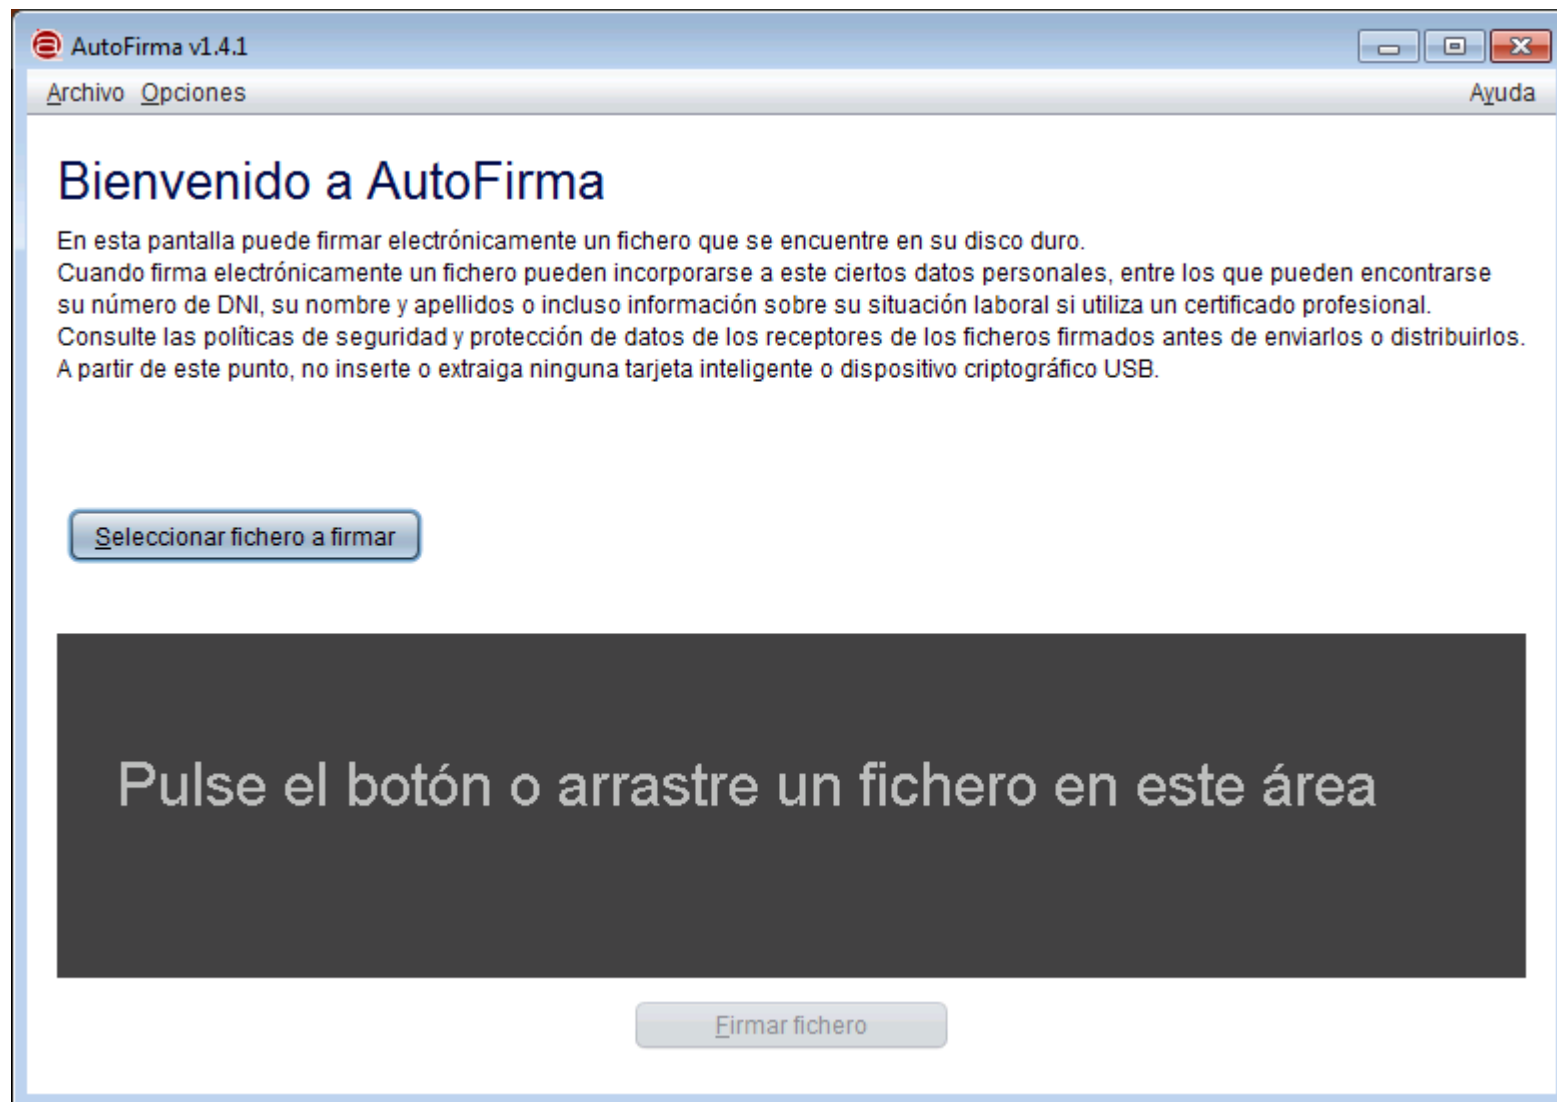 AutoFirma v1.4.1
Archivo Opciones Ayuda
Bienvenido a AutoFirma
En esta pantalla puede firmar electrónicamente un fichero que se encuentre en su disco duro.
Cuando firma electrónicamente un fichero pueden incorporarse a este ciertos datos personales, entre los que pueden encontrarse
su número de DNI, su nombre y apellidos o incluso información sobre su situación laboral si utiliza un certificado profesional.
Consulte las políticas de seguridad y protección de datos de los receptores de los ficheros firmados antes de enviarlos o distribuirlos.
A partir de este punto, no inserte o extraiga ninguna tarjeta inteligente o dispositivo criptográfico USB.
Seleccionar fichero a firmar
Pulse el botón o arrastre un fichero en este área
Firmar fichero